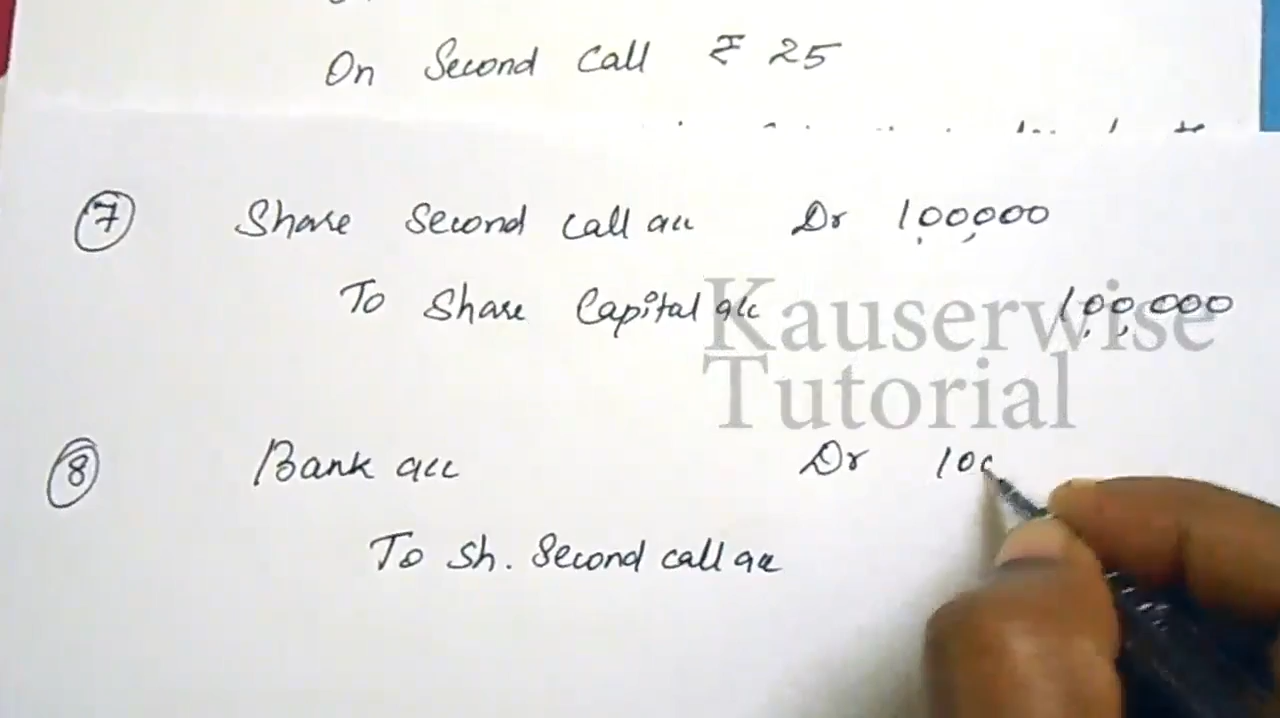 On Second Call ₹ 25
7 Share Second Call a/c Dr 1,00,000
To Share Capital a/c 1,00,000
Kauserwise
Tutorial
8 Bank a/c Dr 100
To Sh. Second call a/c